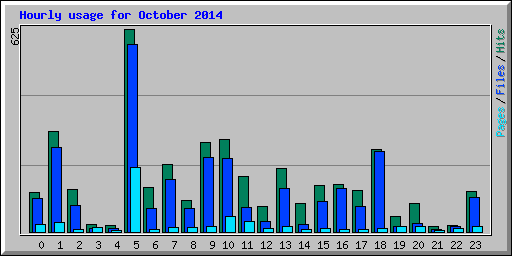 Hourly usage for October 2014
625
Pages/Files/Hits
0 1 2 3 4 5 6 7 8 9 10 11 12 13 14 15 16 17 18 19 20 21 22 23